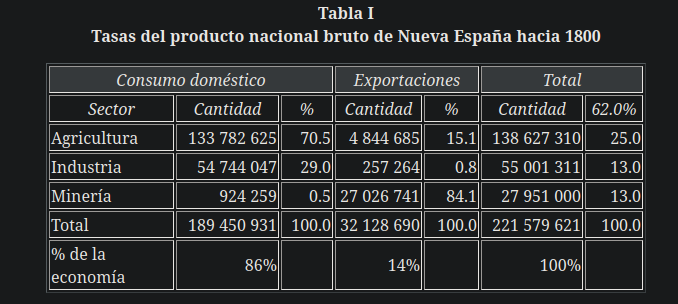 Tabla I
Tasas del producto nacional bruto de Nueva España hacia 1800
Consumo doméstico Exportaciones Total
Sector Cantidad % Cantidad % Cantidad 62.0%
Agricultura 133 782 625 70.5 4 844 685 15.1 138 627 310 25.0
Industria 54 744 047 29.0 257 264 0.8 55 001 311 13.0
Minería 924 259 0.5 27 026 741 84.1 27 951 000 13.0
Total 189 450 931 100.0 32 128 690 100.0 221 579 621 100.0
% de la
economía 86% 14% 100%